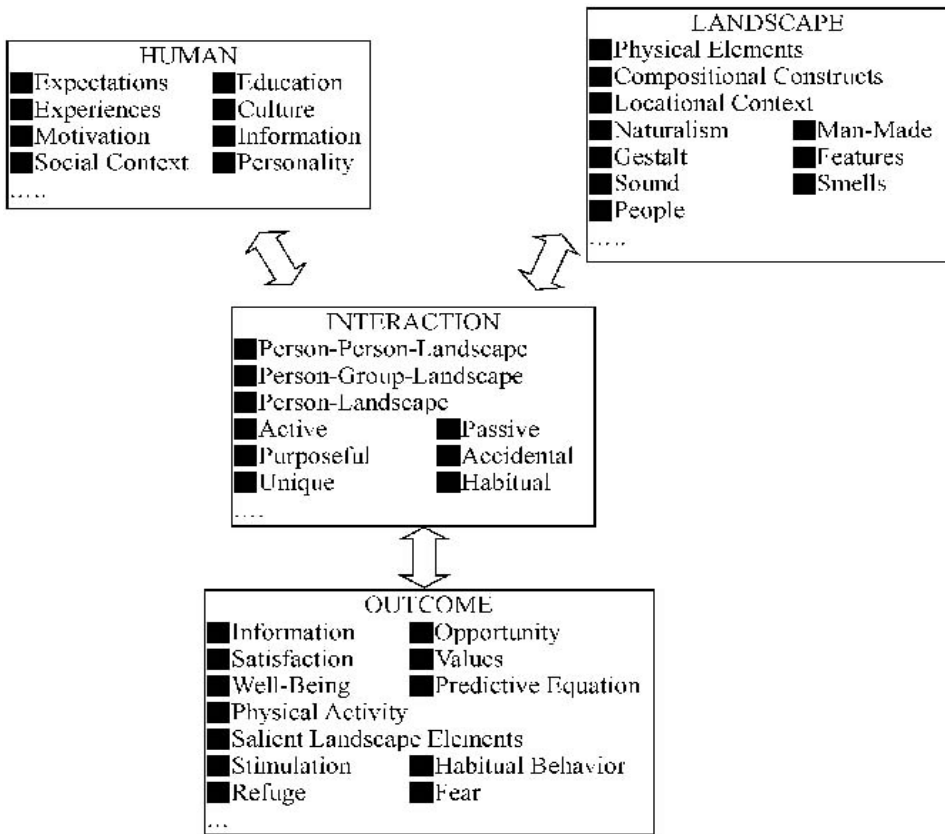 HUMAN
■Expectations ■Education
■Experiences ■Culture
■Motivation ■Information
■Social Context ■Personality
.....
LANDSCAPE
■Physical Elements
■Compositional Constructs
■Locational Context
■Naturalism ■Man-Made
■Gestalt ■Features
■Sound ■Smells
■People
.....
INTERACTION
■Person-Person-Landscape
■Person-Group-Landscape
■Person-Landscape
■Active ■Passive
■Purposeful ■Accidental
■Unique ■Habitual
....
OUTCOME
■Information ■Opportunity
■Satisfaction ■Values
■Well-Being ■Predictive Equation
■Physical Activity
■Salient Landscape Elements
■Stimulation ■Habitual Behavior
■Refuge ■Fear
...